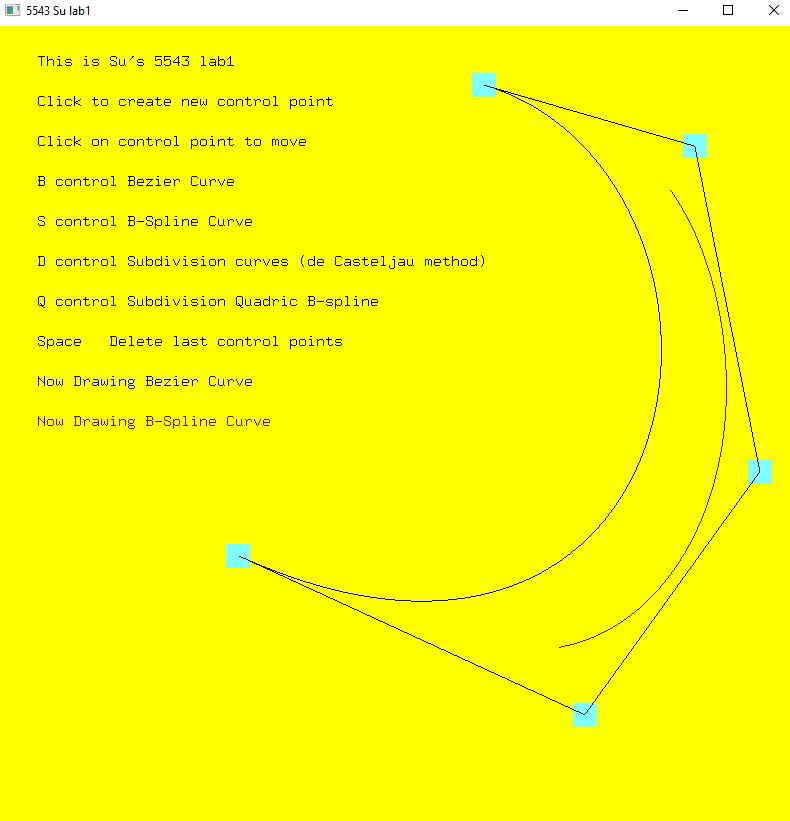 5543 Su lab1
This is Su's 5543 lab1
Click to create new control point
Click on control point to move
B control Bezier Curve
S control B-Spline Curve
D control Subdivision curves (de Casteljau method)
Q control Subdivision Quadric B-spline
Space   Delete last control points
Now Drawing Bezier Curve
Now Drawing B-Spline Curve